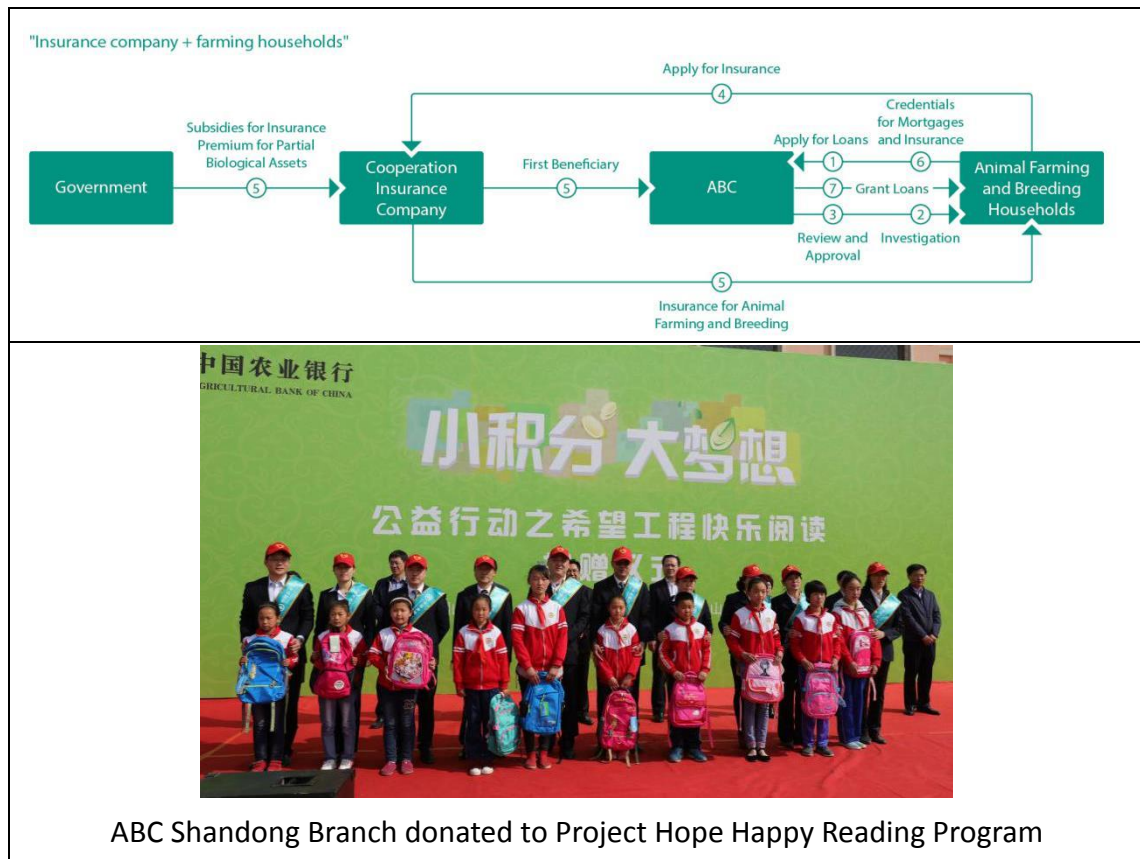 "Insurance company + farming households"
Apply for Insurance
4
Subsidies for Insurance
Premium for Partial
Biological Assets
Credentials
for Mortgages
and Insurance
Apply for Loans
1
6
First Beneficiary
Government
5
Cooperation
Insurance
Company
5
ABC
7
Grant Loans
Animal Farming
and Breeding
Households
3
2
Review and
Approval
Investigation
5
Insurance for Animal
Farming and Breeding
中国农业银行
GRICULTURAL BANK OF CHINA
小积分 大梦想
公益行动之希望工程快乐阅读
赠仪式
ABC Shandong Branch donated to Project Hope Happy Reading Program